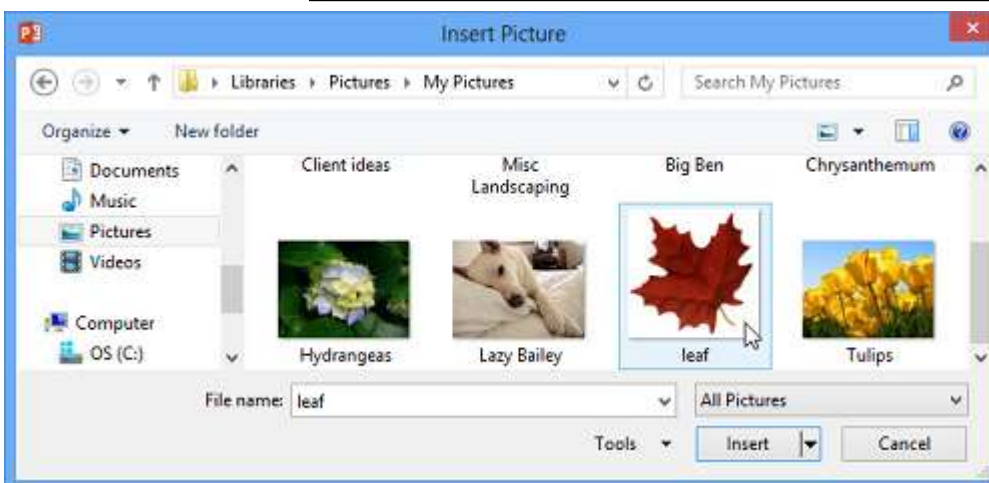 Insert Picture
Libraries Pictures My Pictures
Search My Pictures
Organize New folder
Documents
Music
Pictures
Videos
Computer
OS (C:)
Client ideas
Misc
Landscaping
Big Ben
Chrysanthemum
Hydrangeas
Lazy Bailey
leaf
Tulips
File name: leaf
All Pictures
Tools Insert Cancel